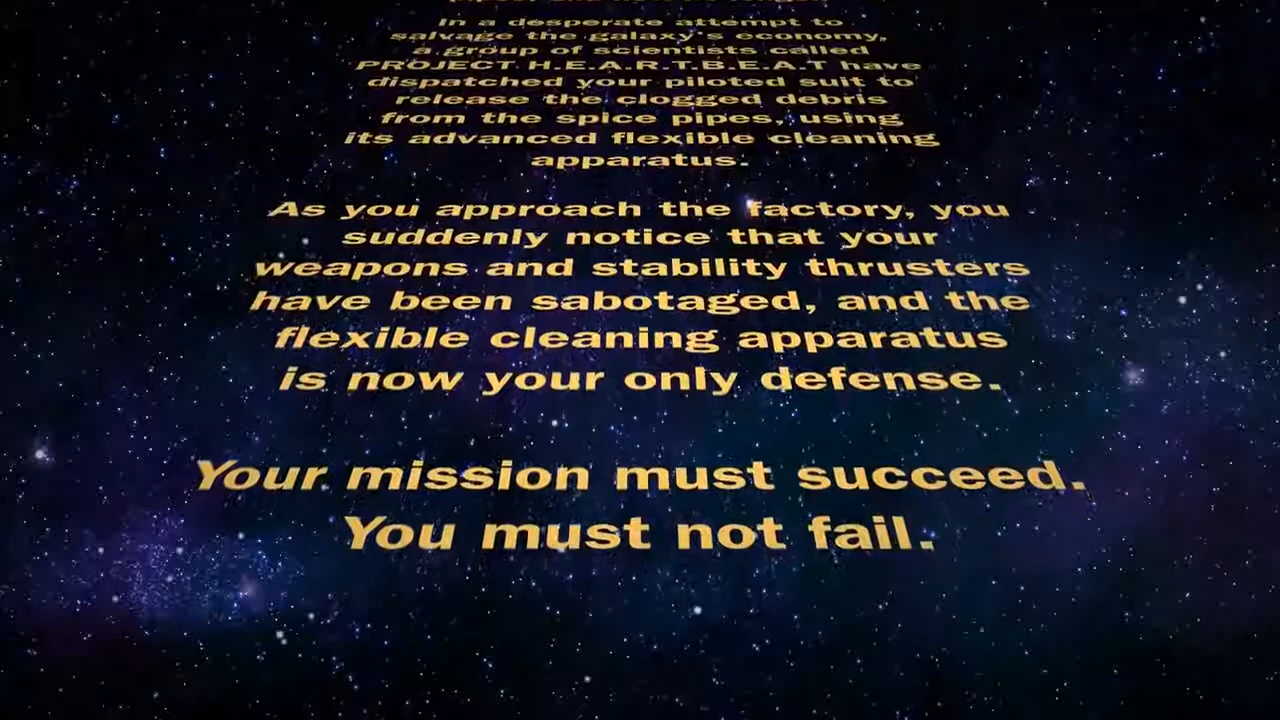 In a desperate attempt to
salvage the galaxy's economy,
a group of scientists called
PROJECT H.E.A.R.T.B.E.A.T have
dispatched your piloted suit to
release the clogged debris
from the spice pipes, using
its advanced flexible cleaning
apparatus.
As you approach the factory, you
suddenly notice that your
weapons and stability thrusters
have been sabotaged, and the
flexible cleaning apparatus
is now your only defense.
Your mission must succeed.
You must not fail.